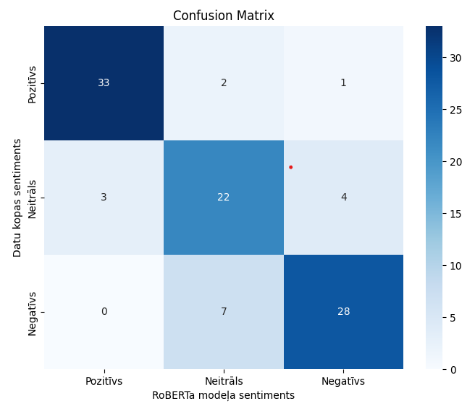 Confusion Matrix
Datu kopas sentiments
Pozitīvs
33
2
1
Neitrāls
3
22
4
Negatīvs
0
7
28
Pozitīvs
Neitrāls
Negatīvs
RoBERTa modeļa sentiments
30
25
20
15
10
5
0